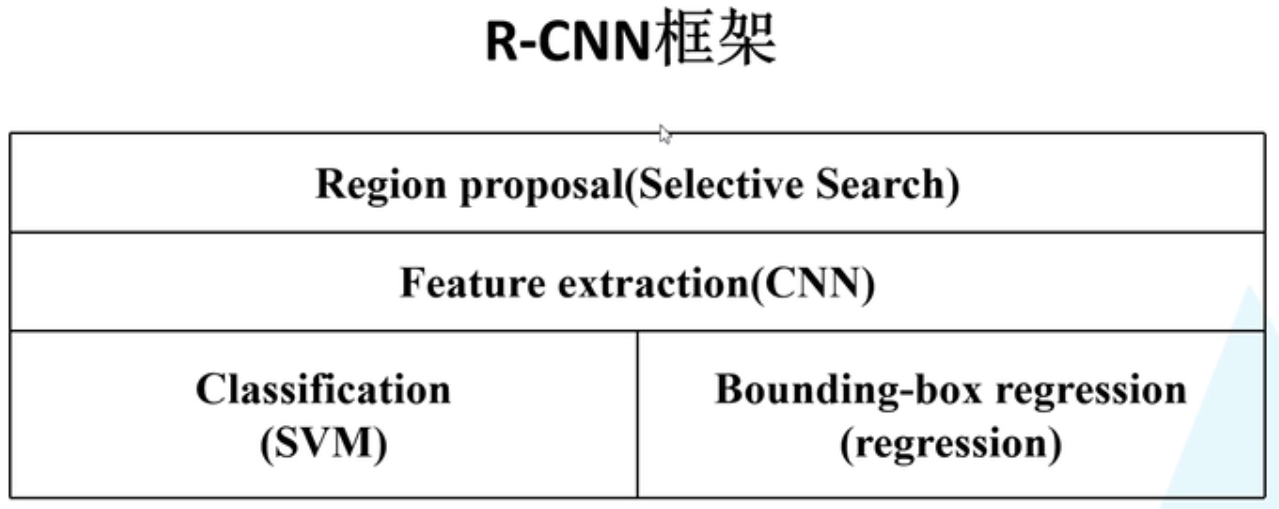 R-CNN框架
Region proposal(Selective Search)
Feature extraction(CNN)
Classification
(SVM)
Bounding-box regression
(regression)